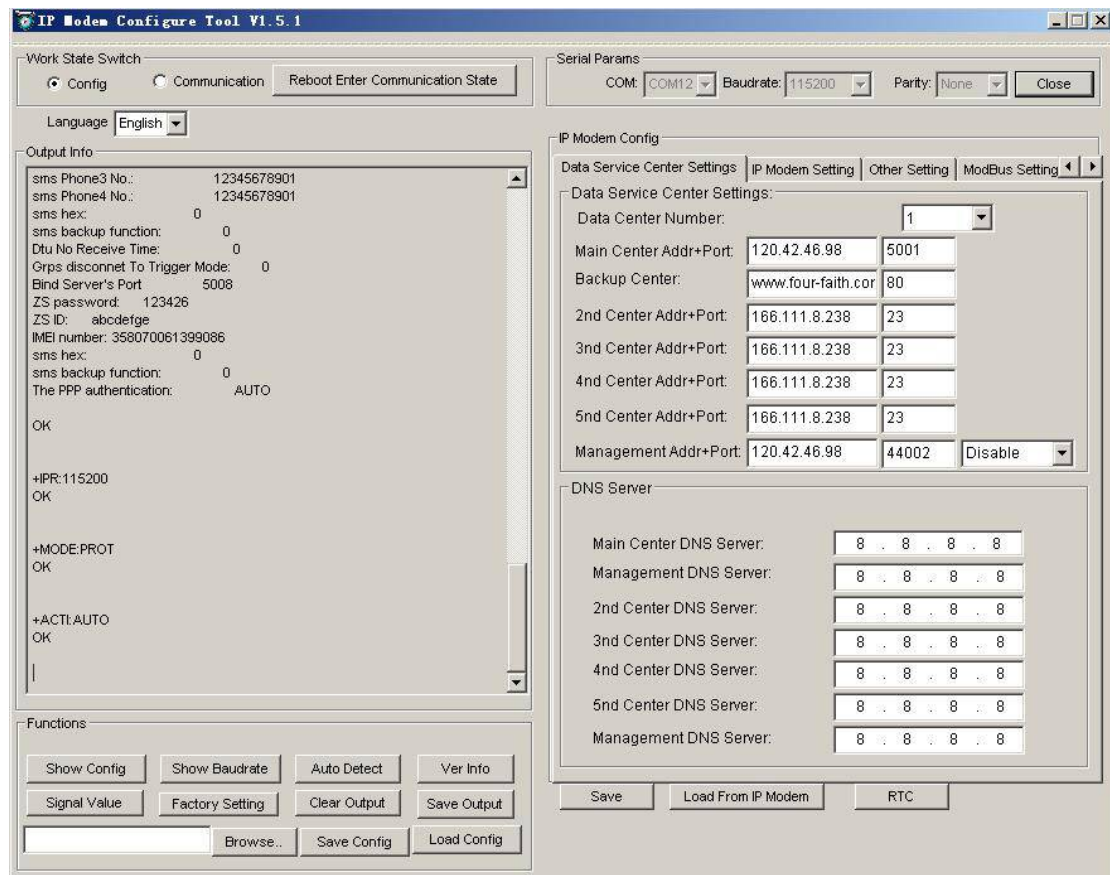 IP Modem Configure Tool V1.5.1
Work State Switch
Config Communication Reboot Enter Communication State
Language English
Output Info
sms Phone3 No.: 12345678901
sms Phone4 No.: 12345678901
sms hex: 0
sms backup function: 0
Dtu No Receive Time: 0
Grps disconnet To Trigger Mode: 0
Bind Server's Port 5008
ZS password: 123426
ZS ID: abcdefge
IMEI number: 358070061399086
sms hex: 0
sms backup function: 0
The PPP authentication: AUTO
OK
+IPR:115200
OK
+MODE:PROT
OK
+ACTI:AUTO
OK
Functions
Show Config Show Baudrate Auto Detect Ver Info
Signal Value Factory Setting Clear Output Save Output
Browse.. Save Config Load Config
Serial Params
COM: COM12 Baudrate: 115200 Parity: None Close
IP Modem Config
Data Service Center Settings IP Modem Setting Other Setting ModBus Setting
Data Service Center Settings:
Data Center Number: 1
Main Center Addr+Port: 120.42.46.98 5001
Backup Center: www.four-faith.cor 80
2nd Center Addr+Port: 166.111.8.238 23
3nd Center Addr+Port: 166.111.8.238 23
4nd Center Addr+Port: 166.111.8.238 23
5nd Center Addr+Port: 166.111.8.238 23
Management Addr+Port: 120.42.46.98 44002 Disable
DNS Server
Main Center DNS Server: 8 . 8 . 8 . 8
Management DNS Server: 8 . 8 . 8 . 8
2nd Center DNS Server: 8 . 8 . 8 . 8
3nd Center DNS Server: 8 . 8 . 8 . 8
4nd Center DNS Server: 8 . 8 . 8 . 8
5nd Center DNS Server: 8 . 8 . 8 . 8
Management DNS Server: 8 . 8 . 8 . 8
Save Load From IP Modem RTC